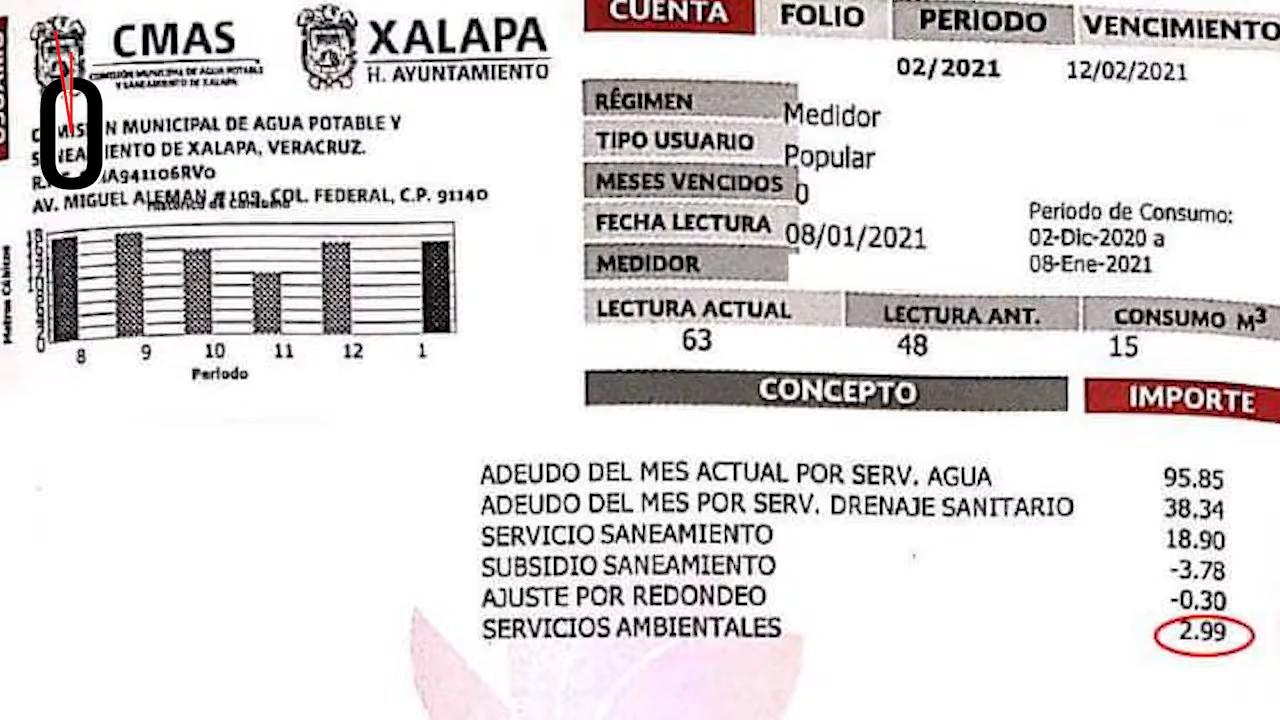 CMAS
COMISIÓN MUNICIPAL DE AGUA POTABLE
Y SANEAMIENTO DE XALAPA
XALAPA
H. AYUNTAMIENTO
0
N MUNICIPAL DE AGUA POTABLE Y
IENTO DE XALAPA, VERACRUZ.
AV. MIGUEL ALEMAN #109, COL. FEDERAL, C.P. 91140
Histórico de Consumo
Metros Cúbicos
0
8 9 10 11 12 1
Período
CUENTA FOLIO PERIODO VENCIMIENTO
02/2021 12/02/2021
RÉGIMEN Medidor
TIPO USUARIO Popular
MESES VENCIDOS 0
FECHA LECTURA 08/01/2021
MEDIDOR
Periodo de Consumo:
02-Dic-2020 a
08-Ene-2021
LECTURA ACTUAL LECTURA ANT. CONSUMO M³
63 48 15
CONCEPTO IMPORTE
ADEUDO DEL MES ACTUAL POR SERV. AGUA 95.85
ADEUDO DEL MES POR SERV. DRENAJE SANITARIO 38.34
SERVICIO SANEAMIENTO 18.90
SUBSIDIO SANEAMIENTO -3.78
AJUSTE POR REDONDEO -0.30
SERVICIOS AMBIENTALES 2.99